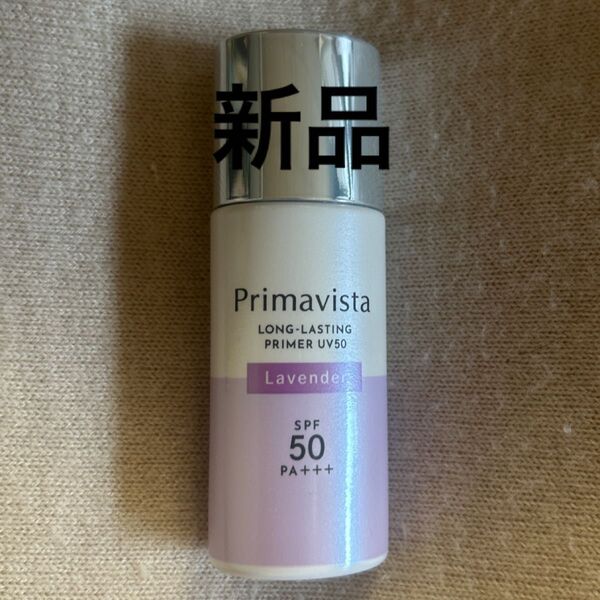 新品
Primavista
LONG-LASTING
PRIMER UV50
Lavender
SPF
50
PA+++